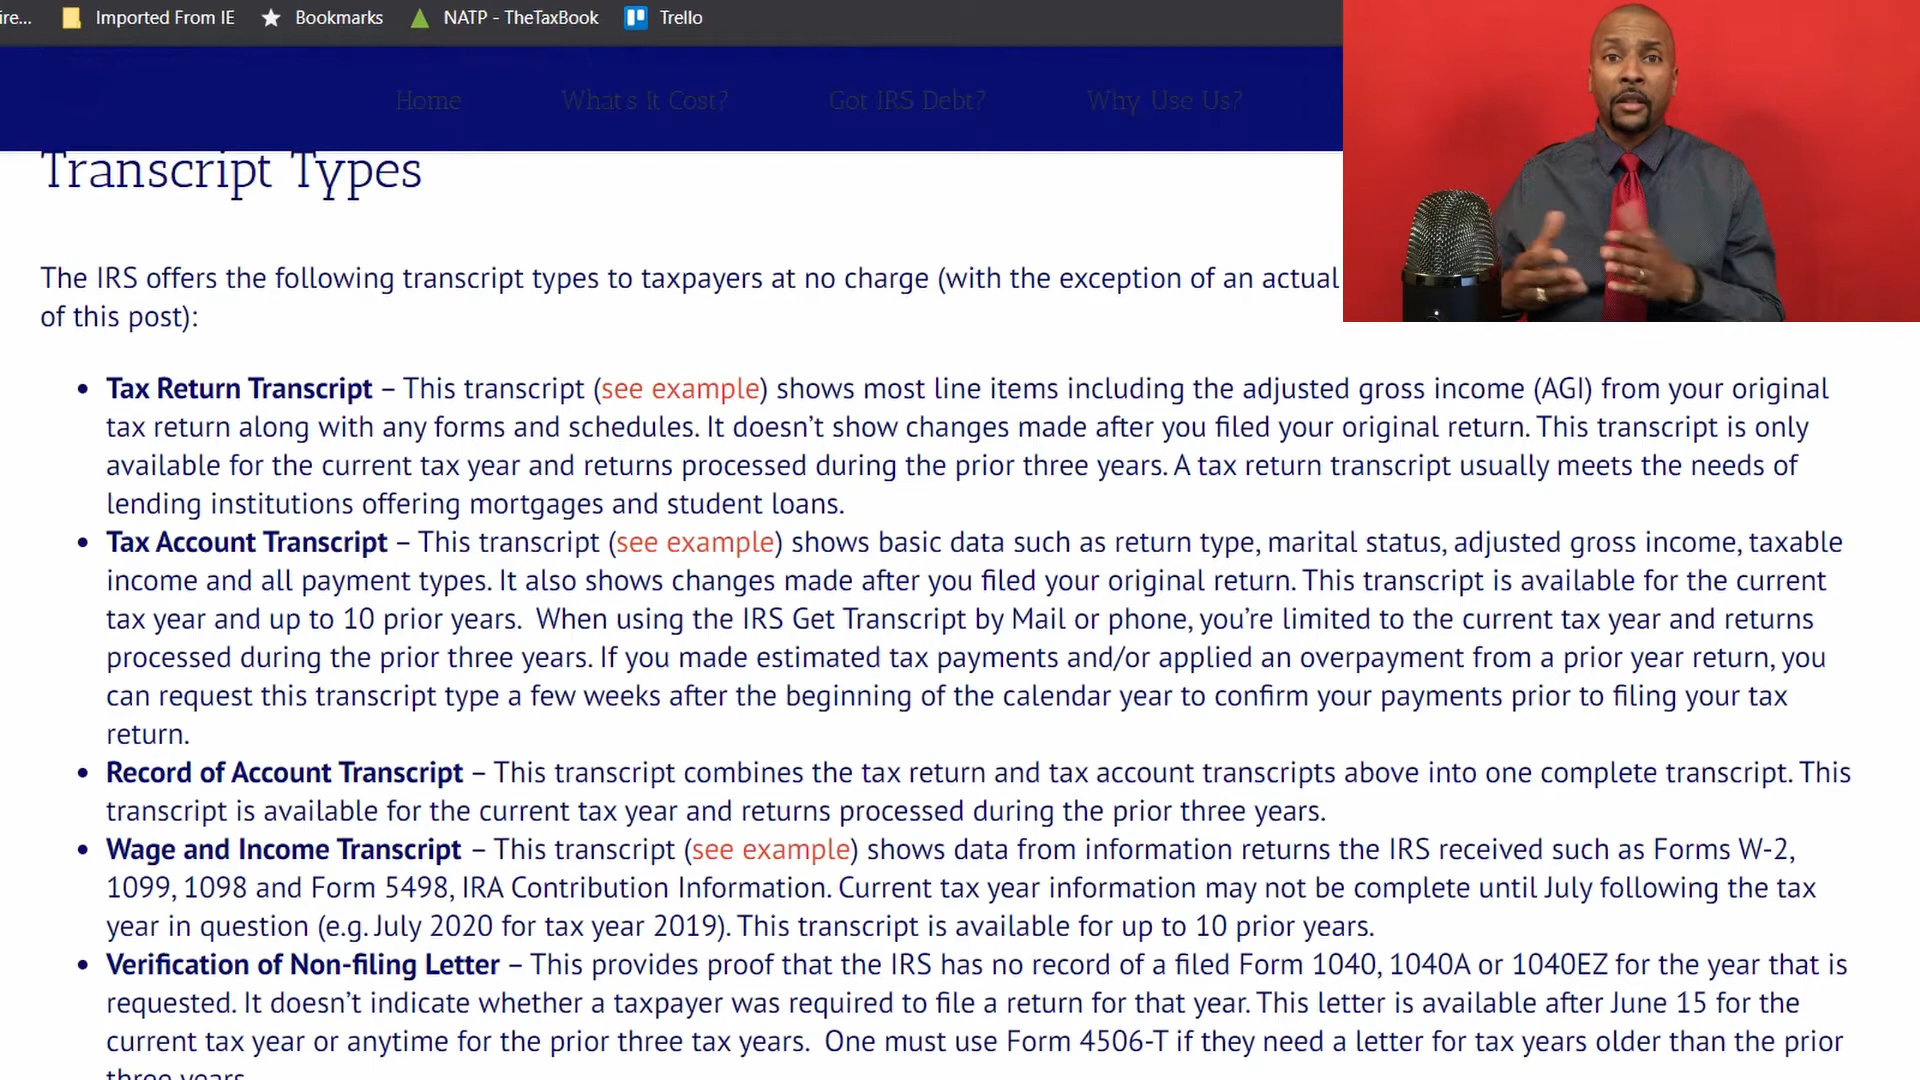 ire...
Imported From IE
Bookmarks
NATP - TheTaxBook
Trello
Home
What's It Cost?
Got IRS Debt?
Why Use Us?
Transcript Types
The IRS offers the following transcript types to taxpayers at no charge (with the exception of an actual
of this post):
• Tax Return Transcript – This transcript (see example) shows most line items including the adjusted gross income (AGI) from your original
tax return along with any forms and schedules. It doesn’t show changes made after you filed your original return. This transcript is only
available for the current tax year and returns processed during the prior three years. A tax return transcript usually meets the needs of
lending institutions offering mortgages and student loans.
• Tax Account Transcript – This transcript (see example) shows basic data such as return type, marital status, adjusted gross income, taxable
income and all payment types. It also shows changes made after you filed your original return. This transcript is available for the current
tax year and up to 10 prior years.  When using the IRS Get Transcript by Mail or phone, you’re limited to the current tax year and returns
processed during the prior three years. If you made estimated tax payments and/or applied an overpayment from a prior year return, you
can request this transcript type a few weeks after the beginning of the calendar year to confirm your payments prior to filing your tax
return.
• Record of Account Transcript – This transcript combines the tax return and tax account transcripts above into one complete transcript. This
transcript is available for the current tax year and returns processed during the prior three years.
• Wage and Income Transcript – This transcript (see example) shows data from information returns the IRS received such as Forms W-2,
1099, 1098 and Form 5498, IRA Contribution Information. Current tax year information may not be complete until July following the tax
year in question (e.g. July 2020 for tax year 2019). This transcript is available for up to 10 prior years.
• Verification of Non-filing Letter – This provides proof that the IRS has no record of a filed Form 1040, 1040A or 1040EZ for the year that is
requested. It doesn’t indicate whether a taxpayer was required to file a return for that year. This letter is available after June 15 for the
current tax year or anytime for the prior three tax years.  One must use Form 4506-T if they need a letter for tax years older than the prior
three years.